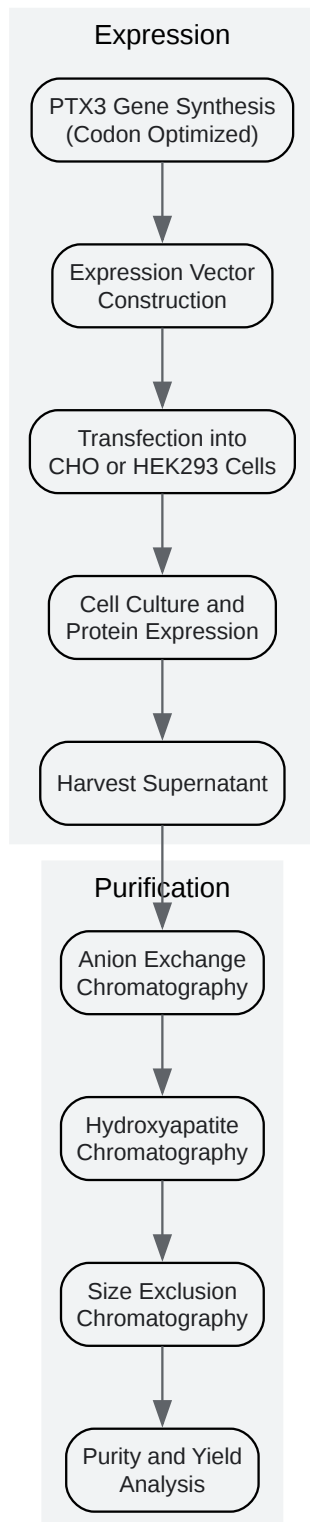 Expression
PTX3 Gene Synthesis
(Codon Optimized)
Expression Vector
Construction
Transfection into
CHO or HEK293 Cells
Cell Culture and
Protein Expression
Harvest Supernatant
Purification
Anion Exchange
Chromatography
Hydroxyapatite
Chromatography
Size Exclusion
Chromatography
Purity and Yield
Analysis